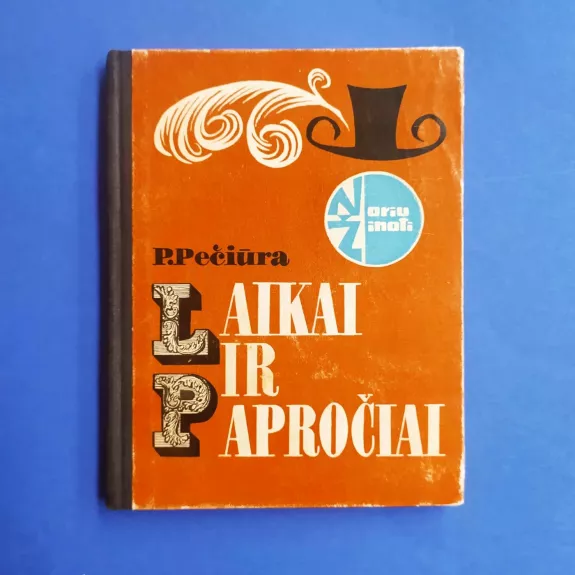 Noriu
Žinoti
P.Pečiūra
LAIKAI
IR
PAPROČIAI